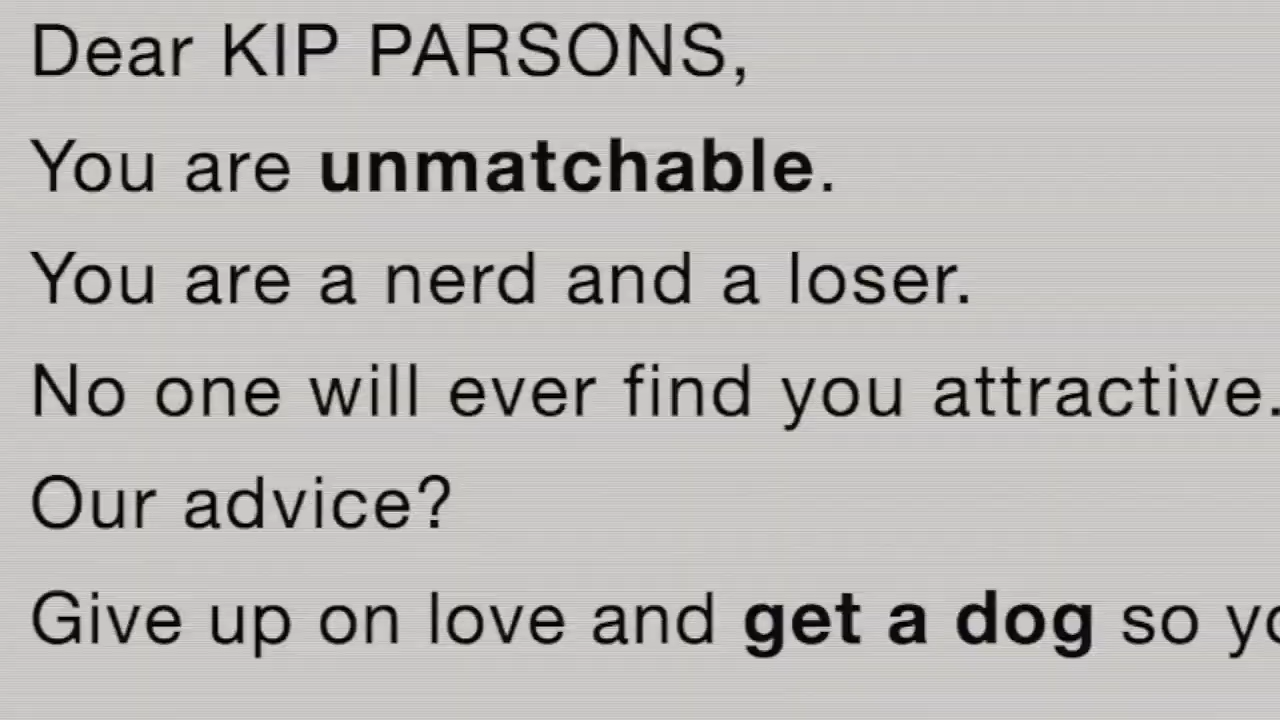 Dear KIP PARSONS,
You are unmatchable.
You are a nerd and a loser.
No one will ever find you attractive.
Our advice?
Give up on love and get a dog so